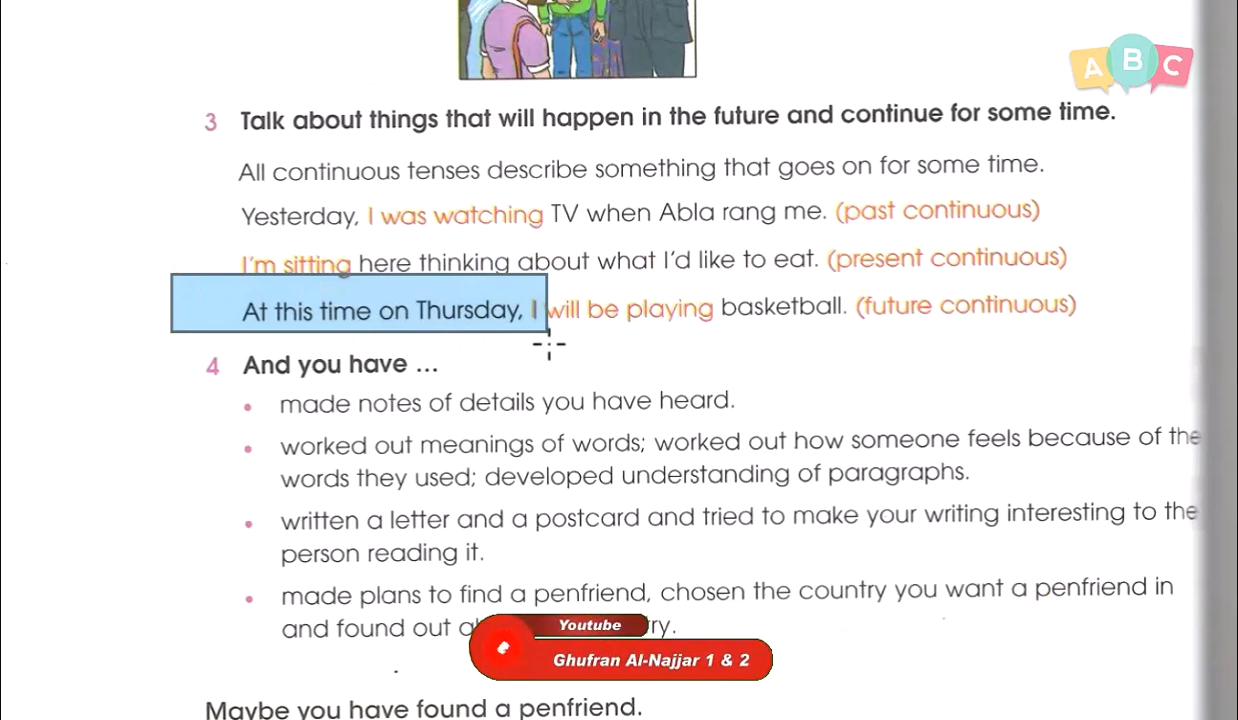 A B C
3 Talk about things that will happen in the future and continue for some time.
All continuous tenses describe something that goes on for some time.
Yesterday, I was watching TV when Abla rang me. (past continuous)
I'm sitting here thinking about what I'd like to eat. (present continuous)
At this time on Thursday, I will be playing basketball. (future continuous)
4 And you have ...
• made notes of details you have heard.
• worked out meanings of words; worked out how someone feels because of the
words they used; developed understanding of paragraphs.
• written a letter and a postcard and tried to make your writing interesting to the
person reading it.
• made plans to find a penfriend, chosen the country you want a penfriend in
and found out
Youtube
Ghufran Al-Najjar 1 & 2
Maybe you have found a penfriend.